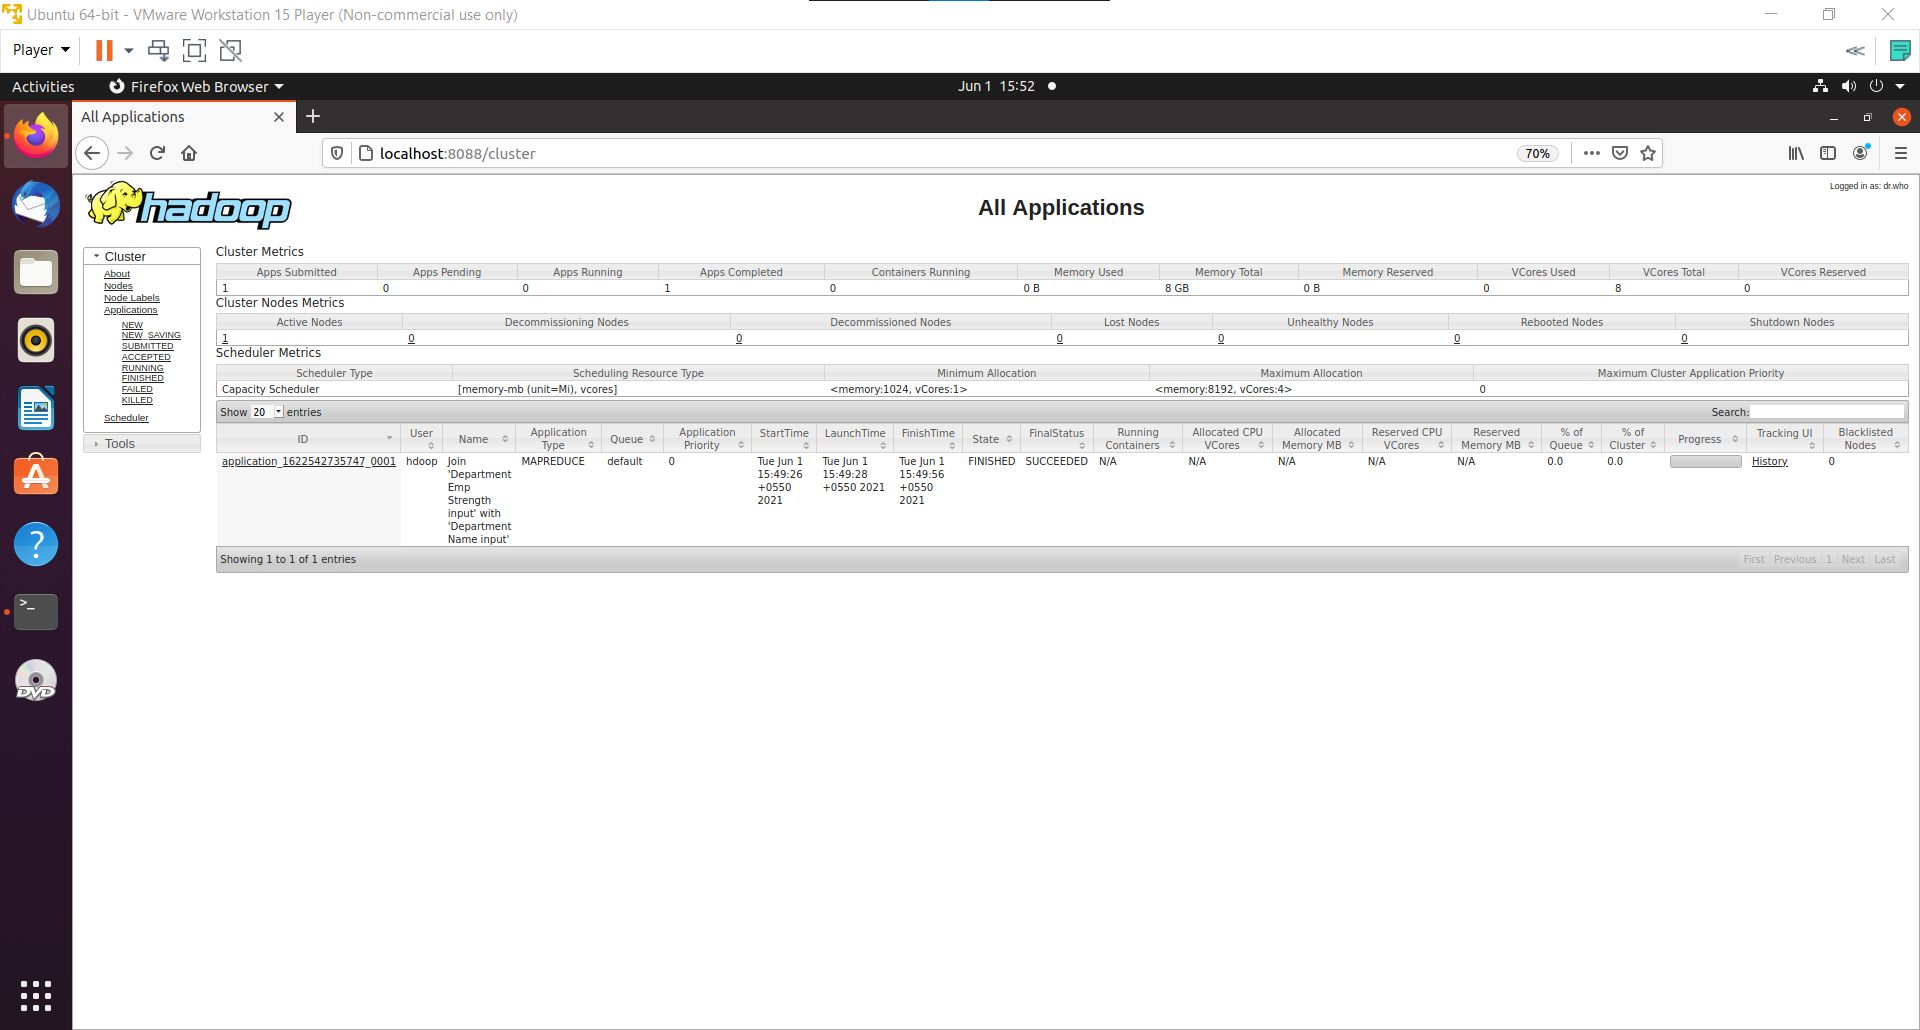 Ubuntu 64-bit - VMware Workstation 15 Player (Non-commercial use only)
Player
Activities
Firefox Web Browser
Jun 1 15:52
All Applications
localhost:8088/cluster
70%
Logged in as: dr.who
hadoop
All Applications
Cluster
About
Nodes
Node Labels
Applications
NEW
NEW_SAVING
SUBMITTED
ACCEPTED
RUNNING
FINISHED
FAILED
KILLED
Scheduler
Tools
Cluster Metrics
Apps Submitted Apps Pending Apps Running Apps Completed Containers Running Memory Used Memory Total Memory Reserved VCores Used VCores Total VCores Reserved
1 0 0 1 0 0 B 8 GB 0 B 0 8 0
Cluster Nodes Metrics
Active Nodes Decommissioning Nodes Decommissioned Nodes Lost Nodes Unhealthy Nodes Rebooted Nodes Shutdown Nodes
1 0 0 0 0 0 0
Scheduler Metrics
Scheduler Type Scheduling Resource Type Minimum Allocation Maximum Allocation Maximum Cluster Application Priority
Capacity Scheduler [memory-mb (unit=Mi), vcores] <memory:1024, vCores:1> <memory:8192, vCores:4> 0
Show 20 entries Search:
ID User Name Application Type Queue Application Priority StartTime LaunchTime FinishTime State FinalStatus Running Containers Allocated CPU VCores Allocated Memory MB Reserved CPU VCores Reserved Memory MB % of Queue % of Cluster Progress Tracking UI Blacklisted Nodes
application_1622542735747_0001 hdoop Join MAPREDUCE default 0 Tue Jun 1 Tue Jun 1 Tue Jun 1 FINISHED SUCCEEDED N/A N/A N/A N/A N/A 0.0 0.0 History 0
'Department 15:49:26 15:49:28 15:49:56
Emp +0550 +0550 2021 +0550
Strength 2021 2021
input' with
'Department
Name input'
Showing 1 to 1 of 1 entries First Previous 1 Next Last
DVD